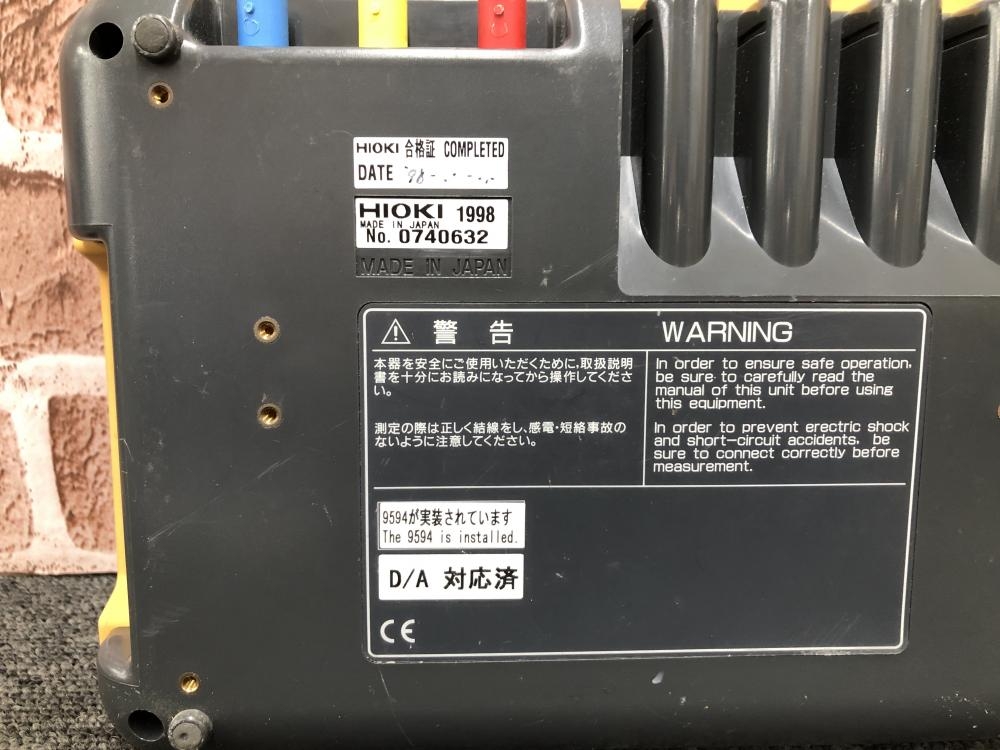 HIOKI 合格証 COMPLETED
DATE '98
HIOKI 1998
MADE IN JAPAN
No. 0740632
MADE IN JAPAN
警告
本器を安全にご使用いただくために,取扱説明
書を十分にお読みになってから操作してくださ
い。
測定の際は正しく結線をし,感電・短絡事故の
ないように注意してください。
WARNING
In order to ensure safe operation,
be sure to carefully read the
manual of this unit before using
this equipment.
In order to prevent erectric shock
and short-circuit accidents, be
sure to connect correctly before
measurement.
9594が実装されています
The 9594 is installed.
D/A 対応済
CE